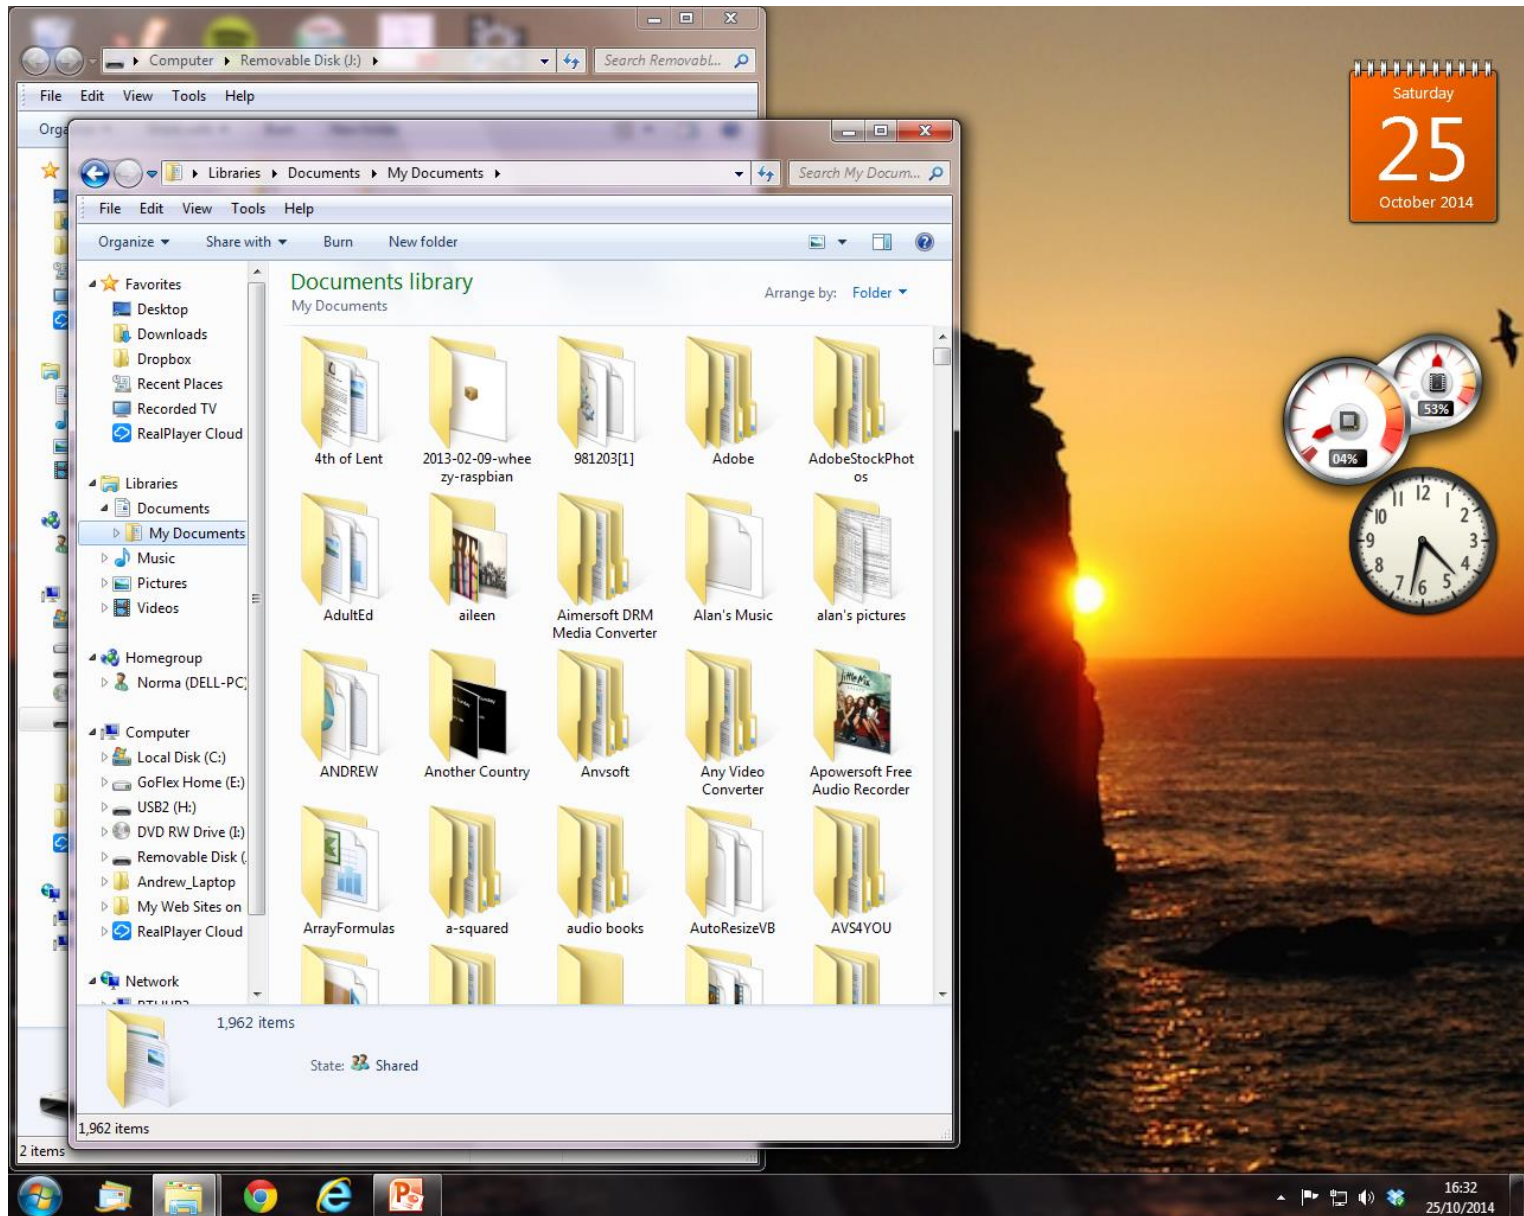 Computer ▸ Removable Disk (J:) ▸
Search Removabl...
File Edit View Tools Help
Libraries ▸ Documents ▸ My Documents ▸
Search My Docum...
File Edit View Tools Help
Organize Share with Burn New folder
Favorites
Desktop
Downloads
Dropbox
Recent Places
Recorded TV
RealPlayer Cloud
Libraries
Documents
My Documents
Music
Pictures
Videos
Homegroup
Norma (DELL-PC)
Computer
Local Disk (C:)
GoFlex Home (E:)
USB2 (H:)
DVD RW Drive (I:)
Removable Disk (
Andrew_Laptop
My Web Sites on
RealPlayer Cloud
Network
Documents library
My Documents
Arrange by: Folder
4th of Lent
2013-02-09-whee
zy-raspbian
981203[1]
Adobe
AdobeStockPhot
os
AdultEd
aileen
Aimersoft DRM
Media Converter
Alan's Music
alan's pictures
ANDREW
Another Country
Anvsoft
Any Video
Converter
Apowersoft Free
Audio Recorder
ArrayFormulas
a-squared
audio books
AutoResizeVB
AVS4YOU
1,962 items
State: Shared
1,962 items
2 items
Saturday
25
October 2014
53%
04%
11 12 1
10 2
9 3
8 4
7 6 5
16:32
25/10/2014